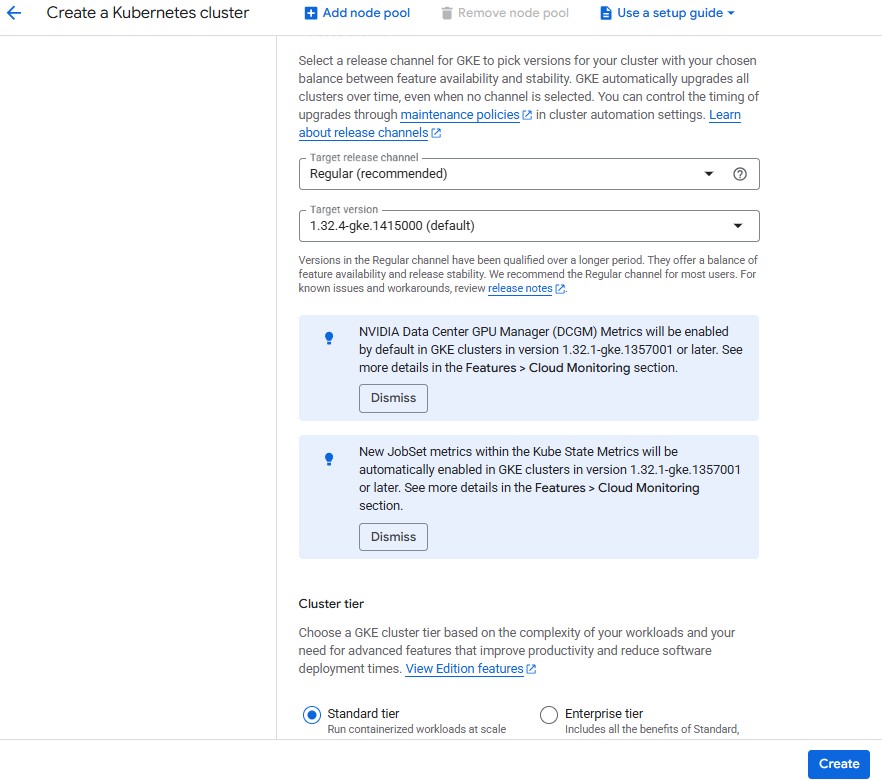 Create a Kubernetes cluster
Add node pool
Remove node pool
Use a setup guide
Select a release channel for GKE to pick versions for your cluster with your chosen
balance between feature availability and stability. GKE automatically upgrades all
clusters over time, even when no channel is selected. You can control the timing of
upgrades through maintenance policies in cluster automation settings. Learn
about release channels
Target release channel
Regular (recommended)
Target version
1.32.4-gke.1415000 (default)
Versions in the Regular channel have been qualified over a longer period. They offer a balance of
feature availability and release stability. We recommend the Regular channel for most users. For
known issues and workarounds, review release notes.
NVIDIA Data Center GPU Manager (DCGM) Metrics will be enabled
by default in GKE clusters in version 1.32.1-gke.1357001 or later. See
more details in the Features > Cloud Monitoring section.
Dismiss
New JobSet metrics within the Kube State Metrics will be
automatically enabled in GKE clusters in version 1.32.1-gke.1357001
or later. See more details in the Features > Cloud Monitoring
section.
Dismiss
Cluster tier
Choose a GKE cluster tier based on the complexity of your workloads and your
need for advanced features that improve productivity and reduce software
deployment times. View Edition features
Standard tier
Run containerized workloads at scale
Enterprise tier
Includes all the benefits of Standard,
Create